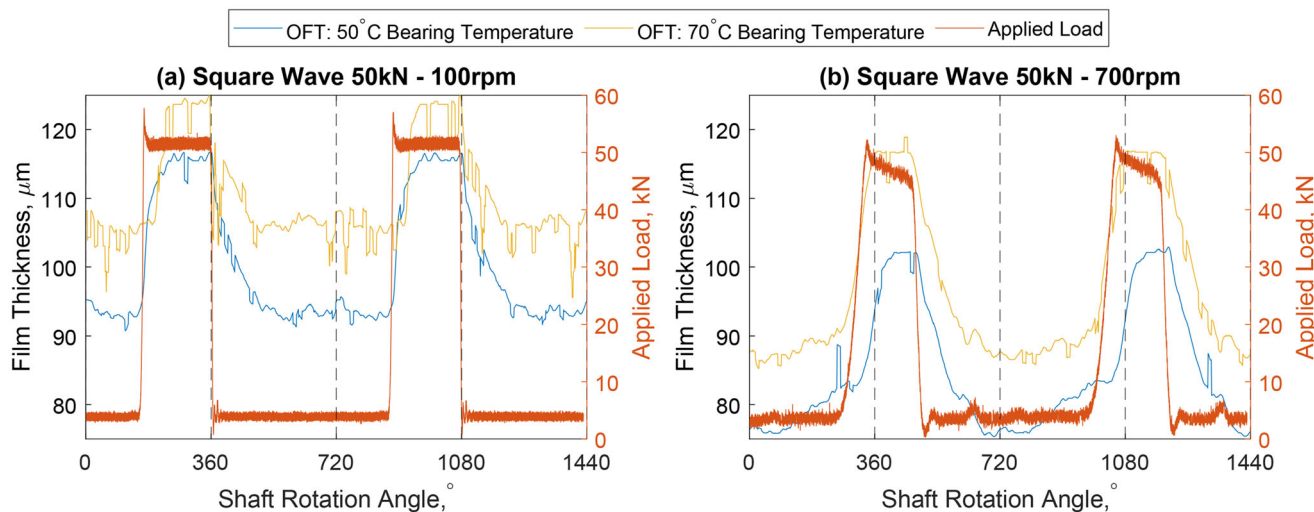 OFT: 50°C Bearing Temperature OFT: 70°C Bearing Temperature Applied Load
(a) Square Wave 50kN - 100rpm
120
110
100
90
80
Film Thickness, μm
60
50
40
30
20
10
0
Applied Load, kN
0 360 720 1080 1440
Shaft Rotation Angle,°
(b) Square Wave 50kN - 700rpm
120
110
100
90
80
Film Thickness, μm
60
50
40
30
20
10
0
Applied Load, kN
0 360 720 1080 1440
Shaft Rotation Angle,°